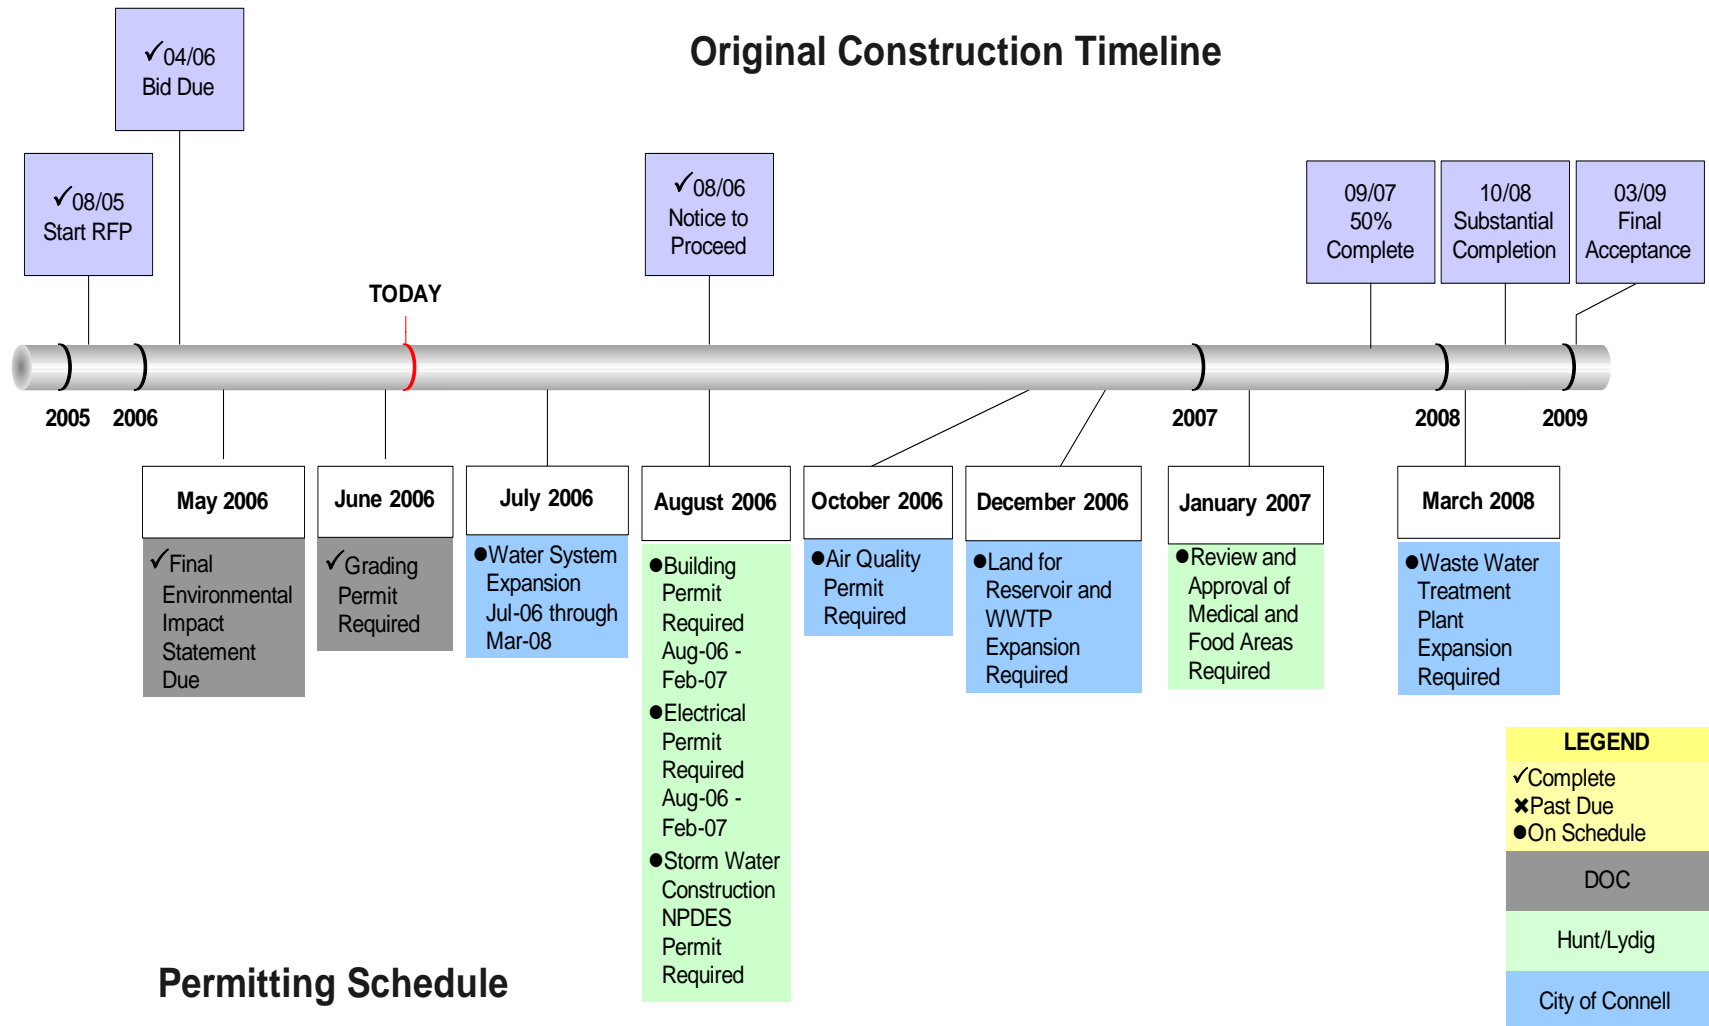 Original Construction Timeline
✓04/06
Bid Due
✓08/05
Start RFP
✓08/06
Notice to
Proceed
09/07
50%
Complete
10/08
Substantial
Completion
03/09
Final
Acceptance
TODAY
2005
2006
2007
2008
2009
May 2006
✓Final
Environmental
Impact
Statement
Due
June 2006
✓Grading
Permit
Required
July 2006
●Water System
Expansion
Jul-06 through
Mar-08
August 2006
●Building
Permit
Required
Aug-06 -
Feb-07
●Electrical
Permit
Required
Aug-06 -
Feb-07
●Storm Water
Construction
NPDES
Permit
Required
October 2006
●Air Quality
Permit
Required
December 2006
●Land for
Reservoir and
WWTP
Expansion
Required
January 2007
●Review and
Approval of
Medical and
Food Areas
Required
March 2008
●Waste Water
Treatment
Plant
Expansion
Required
LEGEND
✓Complete
✖Past Due
●On Schedule
DOC
Hunt/Lydig
City of Connell
Permitting Schedule